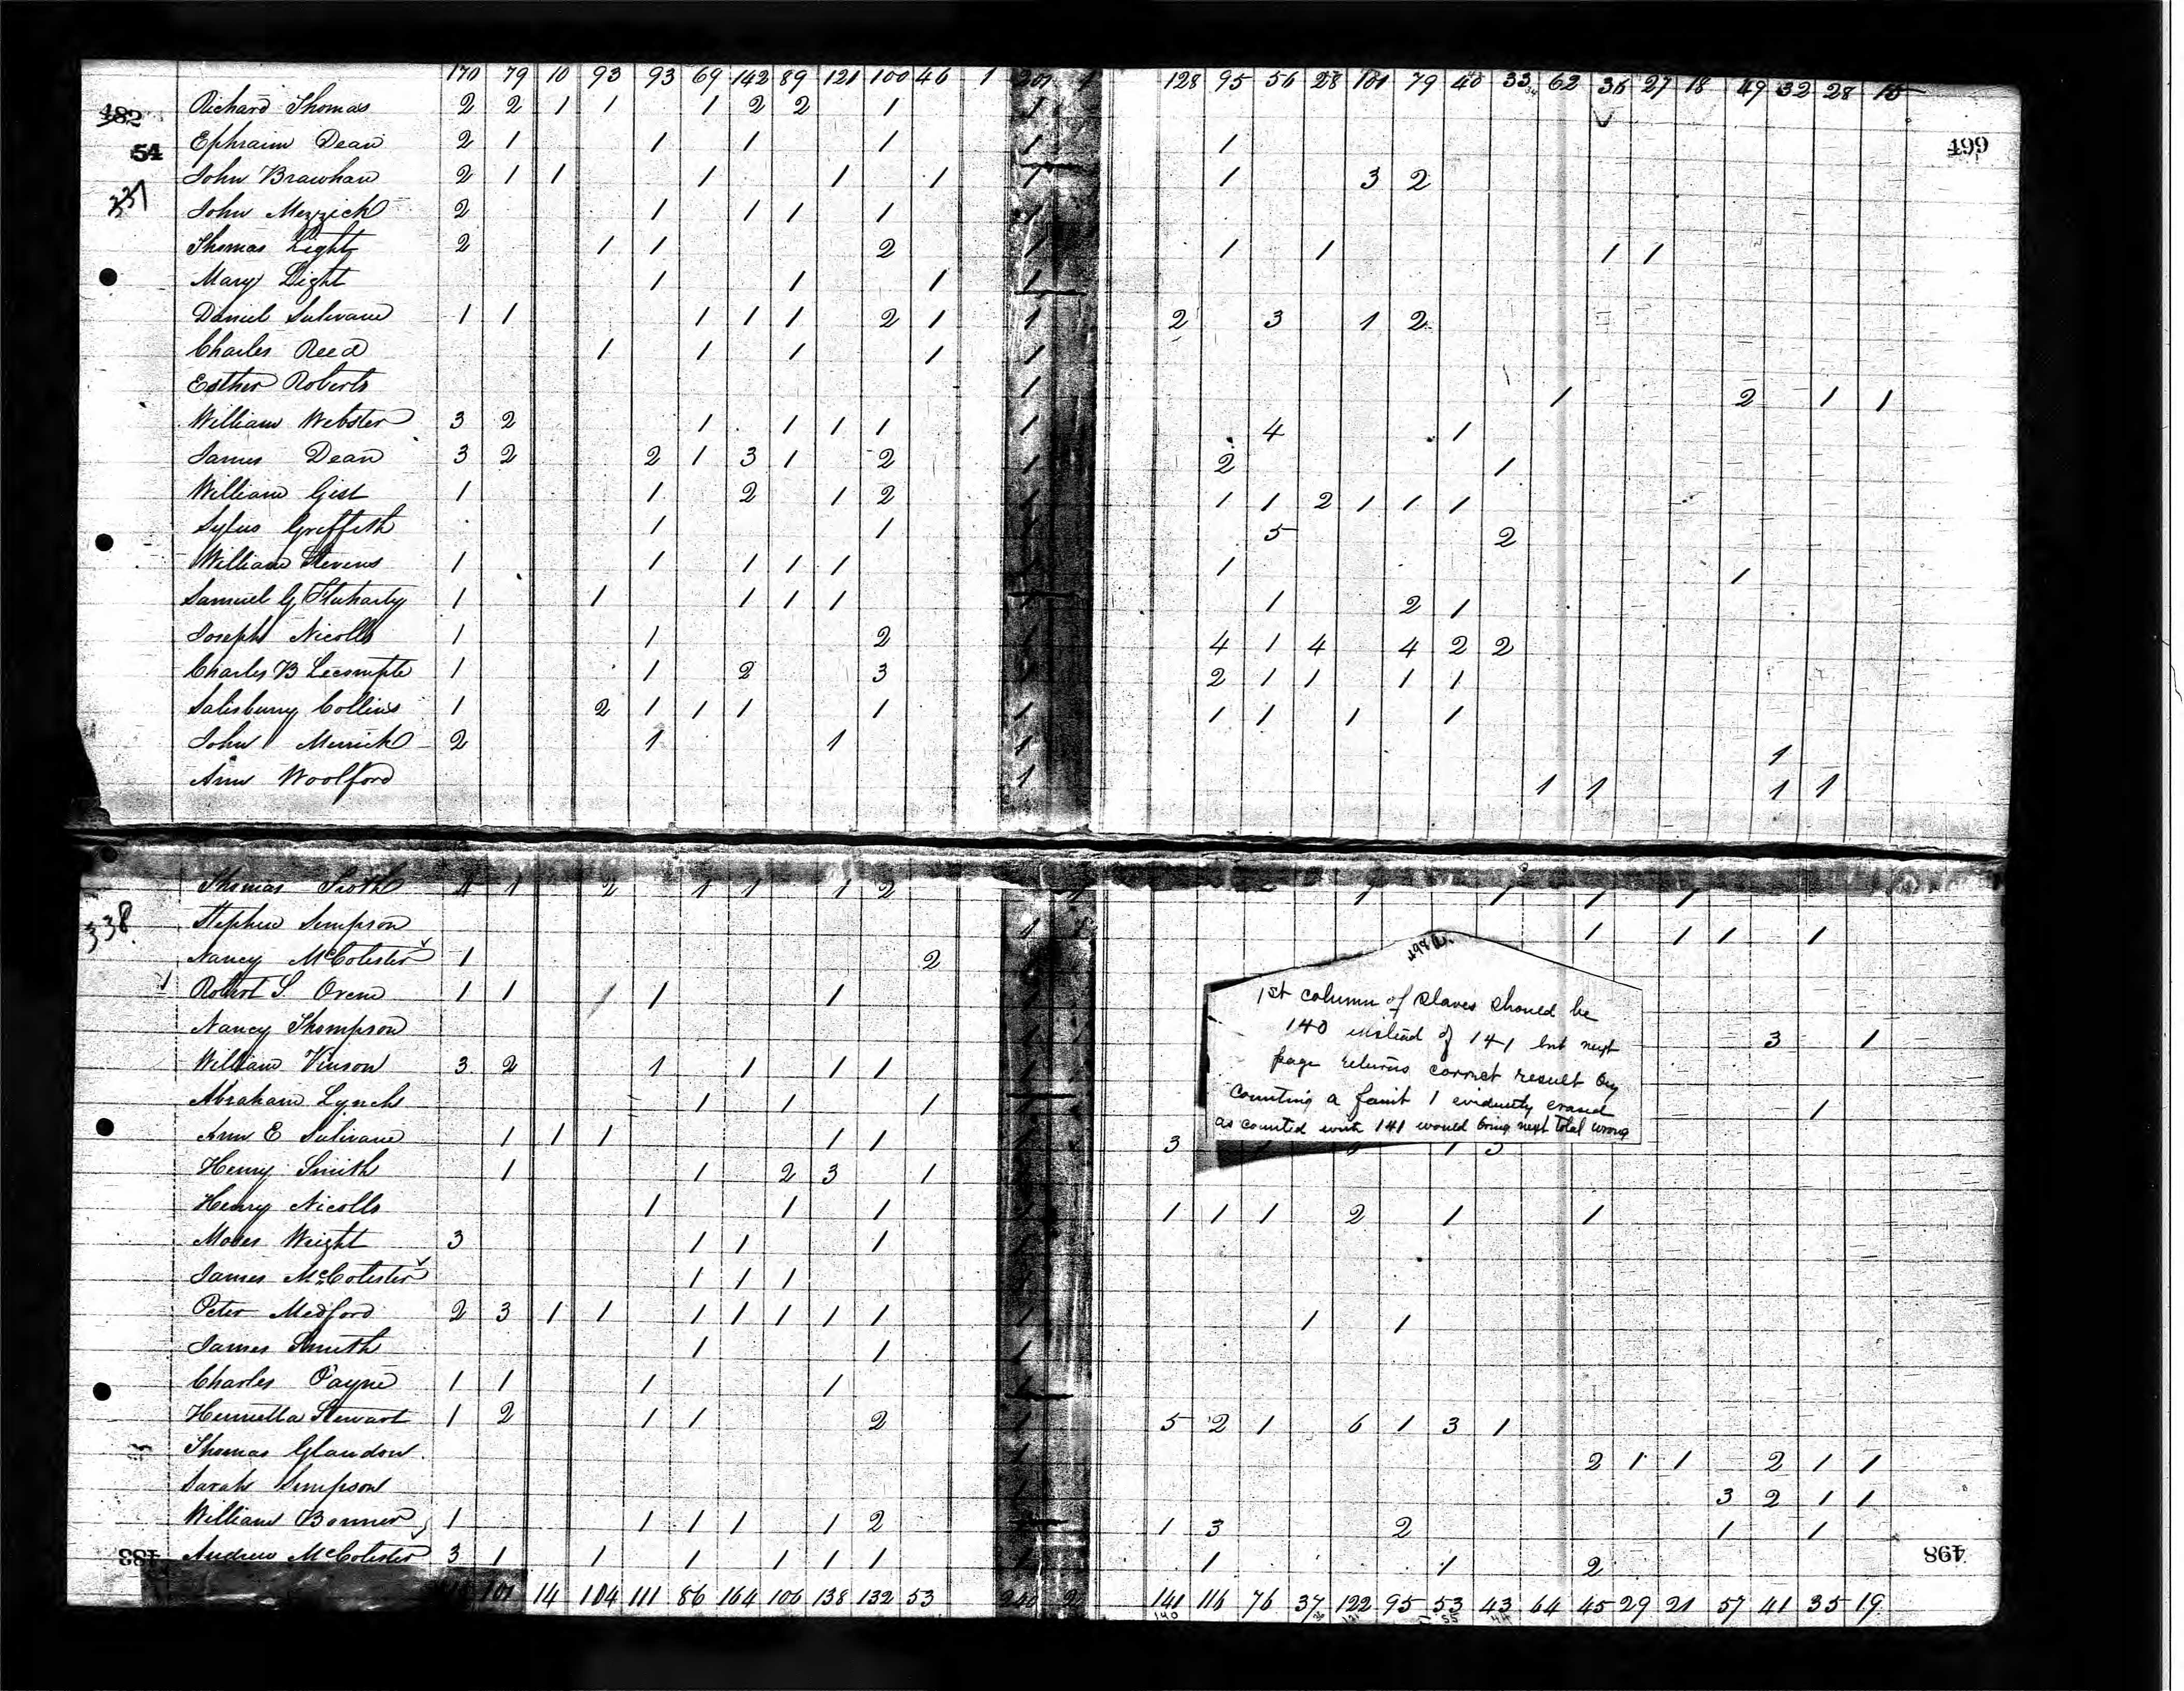 170 79 10 93 93 69 142 89 121 100 46 1 201 1 128 95 56 28 101 79 40 33 34 62 36 27 18 49 32 28 15
482 Richard Thomas 2 2 1 1 1 2 2 1 1
54 Ephraim Dean 2 1 1 1 1 1 1 499
337 John Brawhan 2 1 1 1 1 1 1 1 3 2
John Mezzick 2 1 1 1 1 1
Thomas Light 2 1 1 2 1 1 1 1 1
Mary Light 1 1 1 1
Daniel Sulivane 1 1 1 1 1 2 1 1 2 3 1 2
Charles Reed 1 1 1 1 1
Esther Roberts 1 1 2 1 1
William Webster 3 2 1 1 1 1 1 4 1
James Dean 3 2 2 1 3 1 2 1 2 1
William Gist 1 1 2 1 2 1 1 1 2 1 1 1
Griffith 1 1 1 5 2
William Stevens 1 1 1 1 1 1 1 1
Samuel G Fluharty 1 1 1 1 1 1 1 2 1
Joseph Nicolls 1 1 2 1 4 1 4 4 2 2
Charles B Lecompte 1 1 2 3 1 2 1 1 1 1
Salisbury Collins 1 2 1 1 1 1 1 1 1 1 1
John Merrick 2 1 1 1 1
Ann Woolford 1 1 1 1 1
Thomas 1 1 2 1 1 1 2 1 1 1 1 1
338 Stephen Simpson 1 1 1 1 1
Nancy McColister 1 2
Robert S. Orem 1 1 1 1 1
Nancy Thompson 1 3 1
William Vinson 3 2 1 1 1 1 1
Abraham Lynch 1 1 1 1 1
Ann E Sulivane 1 1 1 1 1 1 3 1 3
Henry Smith 1 1 2 3 1
Henry Nicolls 1 1 1 1 1 1 2 1 1
Moses Wright 3 1 1 1
James McColister 1 1 1
Peter Medford 2 3 1 1 1 1 1 1 1 1 1 1
James Smith 1 1 1
Charles Payne 1 1 1 1 1
Henrietta Stewart 1 2 1 1 2 1 5 2 1 6 1 3 1
Thomas Glandon 1 2 1 1 2 1 1
Sarah Simpson 1 3 2 1 1
William Bonner 1 1 1 1 1 2 1 3 2 1 1
483 Andrew McColister 3 1 1 1 1 1 1 1 1 1 2 498
101 14 104 111 86 164 106 138 132 53 240 2 141 116 76 37 122 95 53 43 64 45 29 21 57 41 35 19
140
498
1st column of slaves should be
140 instead of 141 but next
page returns correct result by
counting a faint 1 evidently erased
as counted with 141 would bring next total wrong